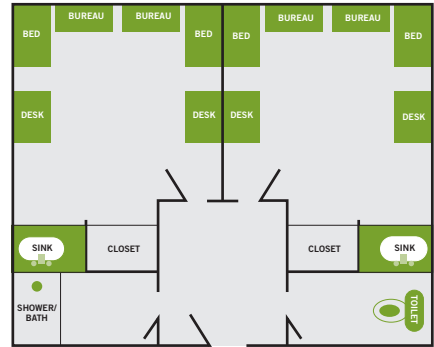 BUREAU BUREAU BUREAU BUREAU
BED BED BED BED
DESK DESK DESK DESK
SINK CLOSET CLOSET SINK
SHOWER/
BATH
TOILET